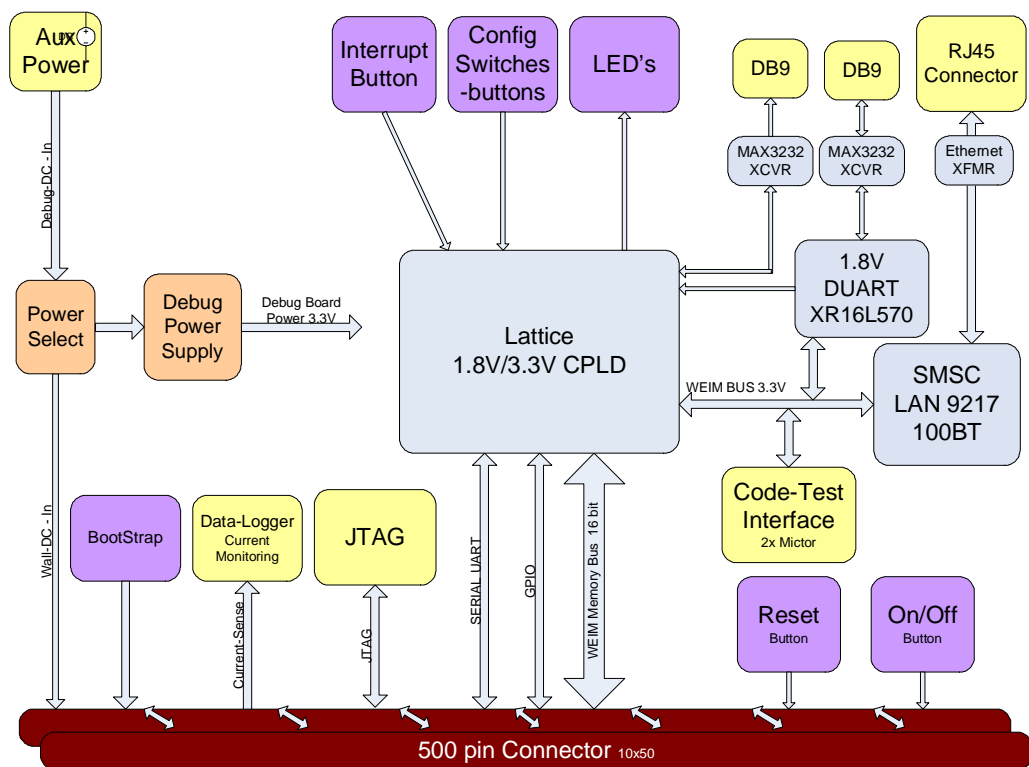 Aux
Power
Interrupt
Button
Config
Switches
-buttons
LED's
DB9
DB9
RJ45
Connector
MAX3232
XCVR
MAX3232
XCVR
Ethernet
XFMR
Debug-DC - In
Power
Select
Debug
Power
Supply
Debug Board
Power 3.3V
Lattice
1.8V/3.3V CPLD
1.8V
DUART
XR16L570
WEIM BUS 3.3V
SMSC
LAN 9217
100BT
Code-Test
Interface
2x Mictor
Wall-DC - In
BootStrap
Data-Logger
Current
Monitoring
JTAG
Current-Sense
JTAG
SERIAL UART
GPIO
WEIM Memory Bus 16 bit
Reset
Button
On/Off
Button
500 pin Connector 10x50